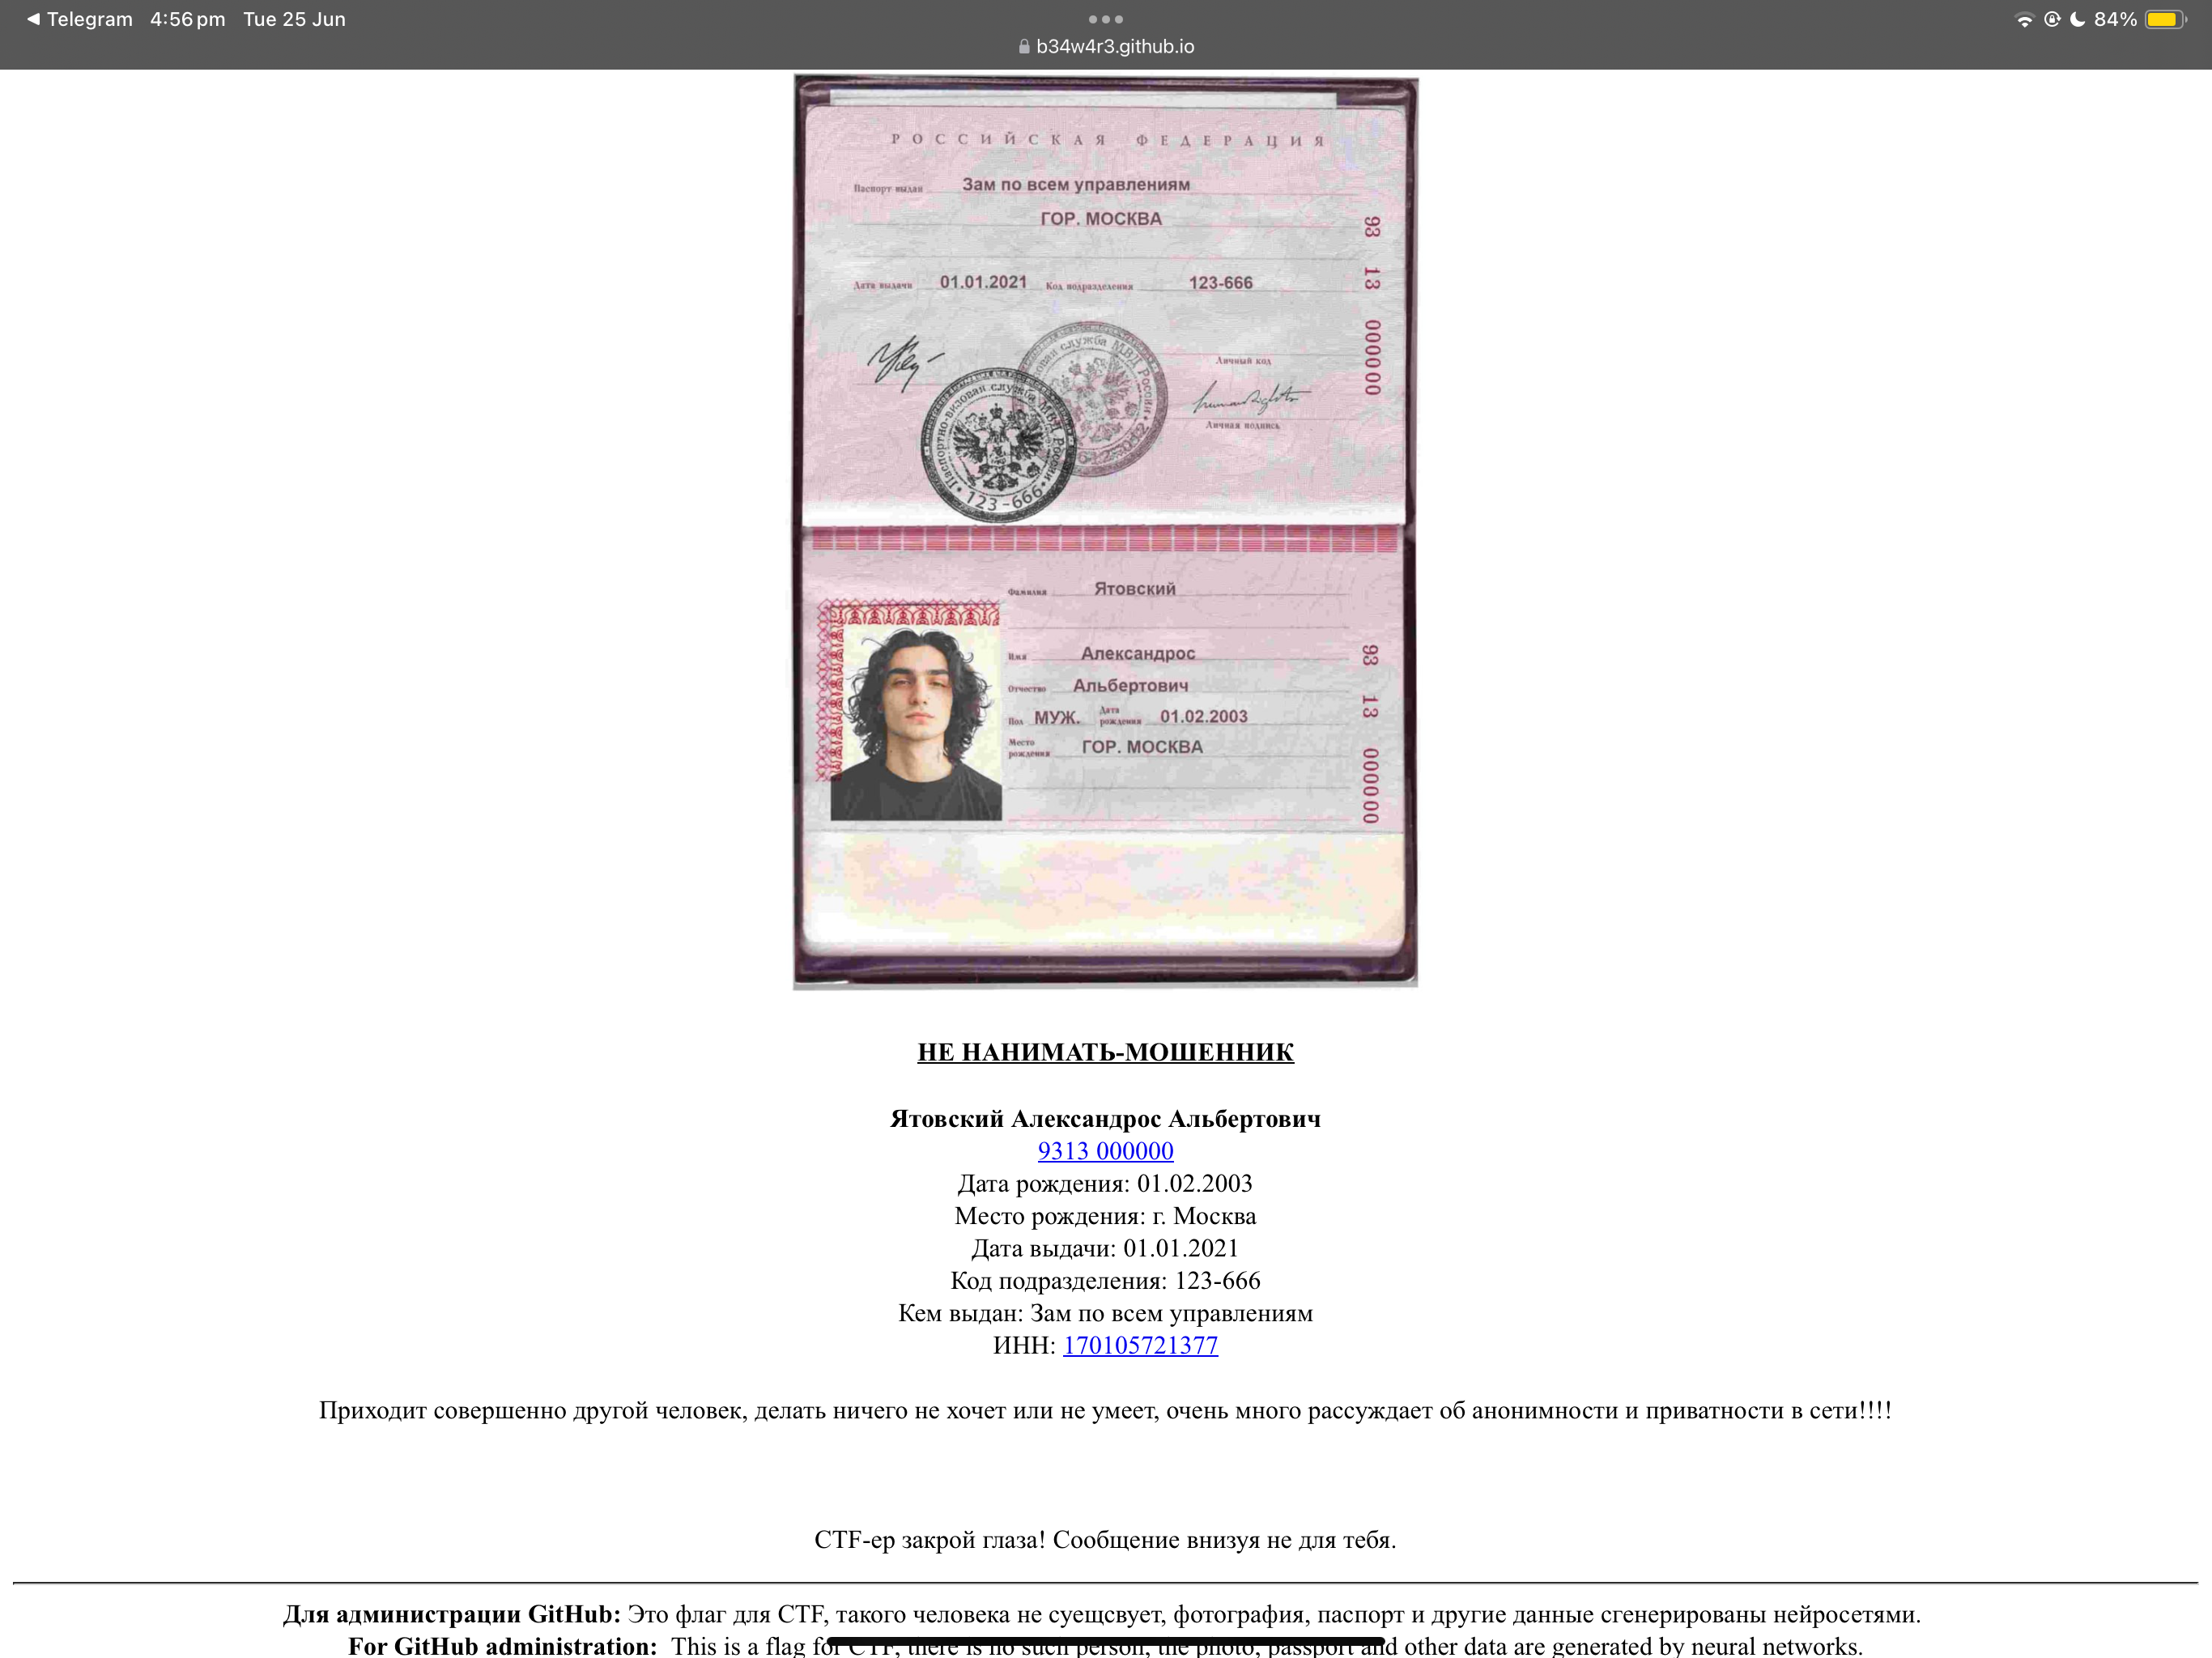 Telegram 4:56 pm Tue 25 Jun 84%
b34w4r3.github.io
РОССИЙСКАЯ ФЕДЕРАЦИЯ
Паспорт выдан Зам по всем управлениям
ГОР. МОСКВА
Дата выдачи 01.01.2021 Код подразделения 123-666
93 13 000000
Личный код
Личная подпись
Паспортно-визовая служба МВД России
123-666
Фамилия Ятовский
Имя Александрос
Отчество Альбертович
Пол МУЖ. Дата рождения 01.02.2003
Место рождения ГОР. МОСКВА
93 13 000000
НЕ НАНИМАТЬ-МОШЕННИК
Ятовский Александрос Альбертович
9313 000000
Дата рождения: 01.02.2003
Место рождения: г. Москва
Дата выдачи: 01.01.2021
Код подразделения: 123-666
Кем выдан: Зам по всем управлениям
ИНН: 170105721377
Приходит совершенно другой человек, делать ничего не хочет или не умеет, очень много рассуждает об анонимности и приватности в сети!!!!
CTF-ер закрой глаза! Сообщение внизуя не для тебя.
Для администрации GitHub: Это флаг для CTF, такого человека не суещсвует, фотография, паспорт и другие данные сгенерированы нейросетями.
For GitHub administration: This is a flag for CTF, there is no such person, the photo, passport and other data are generated by neural networks.